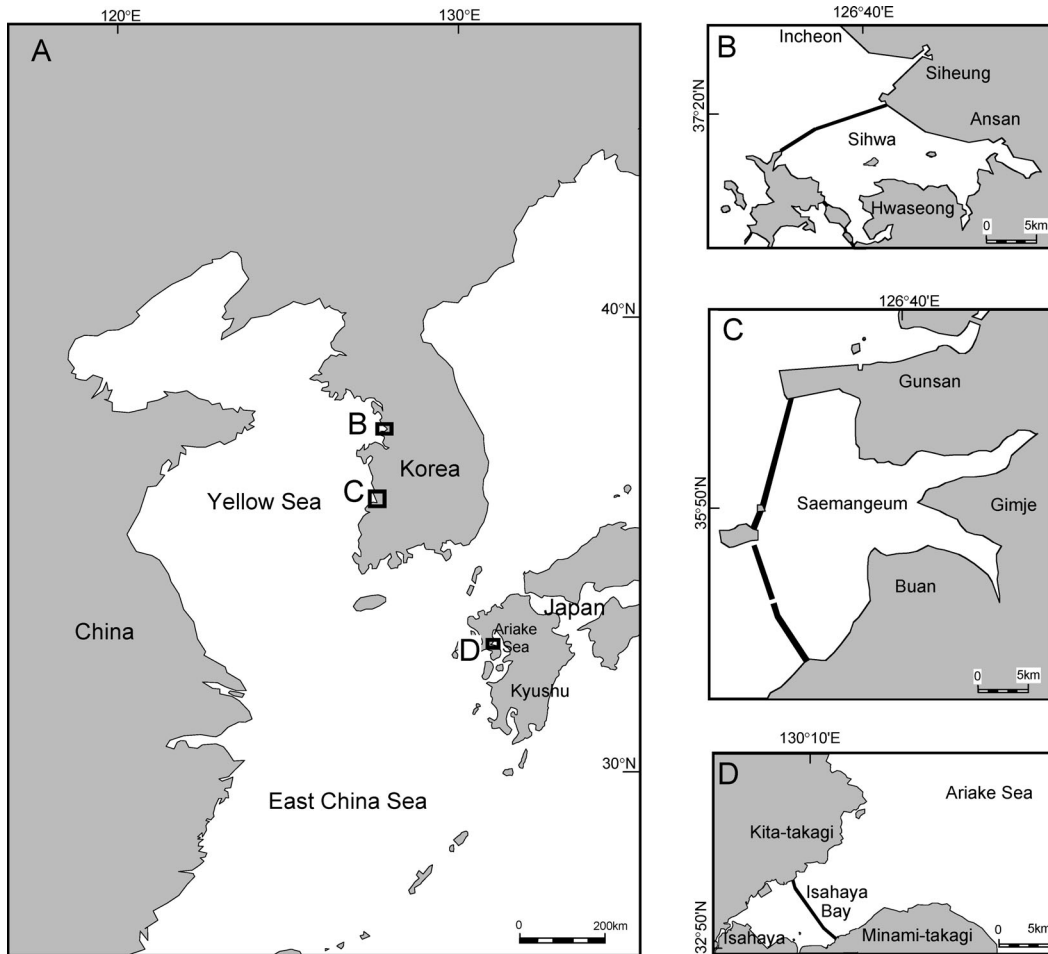 120°E
130°E
A
40°N
B
Korea
C
Yellow Sea
Japan
China
Ariake
Sea
D
Kyushu
30°N
East China Sea
0
200km
126°40'E
B
Incheon
Siheung
37°20'N
Ansan
Sihwa
Hwaseong
0
5km
126°40'E
C
Gunsan
35°50'N
Saemangeum
Gimje
Buan
0
5km
130°10'E
D
Ariake Sea
Kita-takagi
Isahaya
Bay
32°50'N
Isahaya
Minami-takagi
0
5km